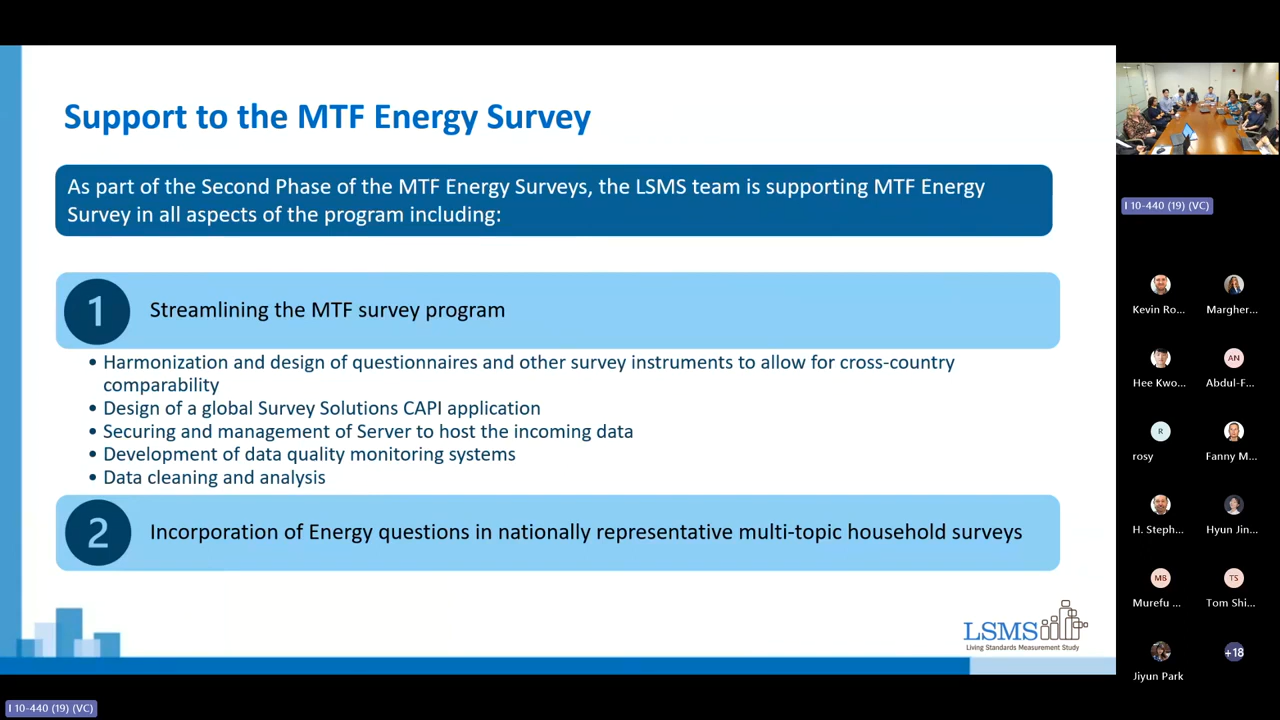 Support to the MTF Energy Survey
As part of the Second Phase of the MTF Energy Surveys, the LSMS team is supporting MTF Energy
Survey in all aspects of the program including:
1
Streamlining the MTF survey program
• Harmonization and design of questionnaires and other survey instruments to allow for cross-country
comparability
• Design of a global Survey Solutions CAPI application
• Securing and management of Server to host the incoming data
• Development of data quality monitoring systems
• Data cleaning and analysis
2
Incorporation of Energy questions in nationally representative multi-topic household surveys
LSMS
Living Standards Measurement Study
I 10-440 (19) (VC)
Kevin Ro...
Margher...
Hee Kwo...
AN
Abdul-F...
R
rosy
Fanny M...
H. Steph...
Hyun Jin...
MB
Murefu ...
TS
Tom Shi...
Jiyun Park
+18
I 10-440 (19) (VC)